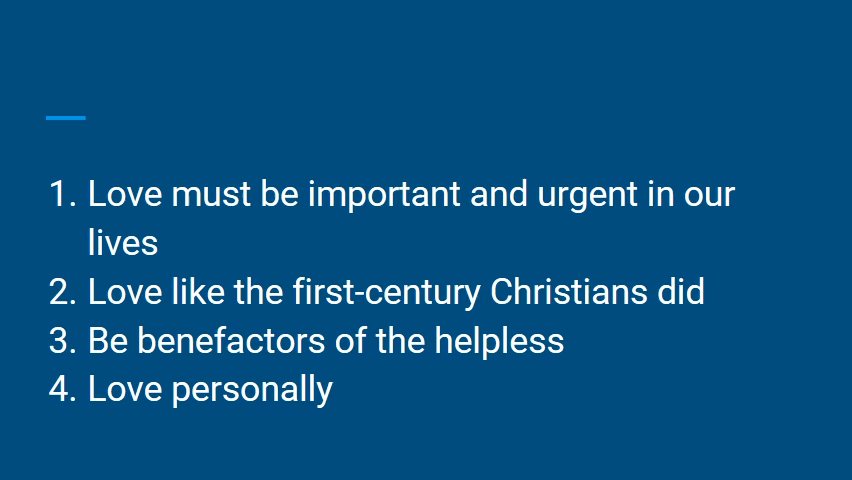 1. Love must be important and urgent in our
lives
2. Love like the first-century Christians did
3. Be benefactors of the helpless
4. Love personally